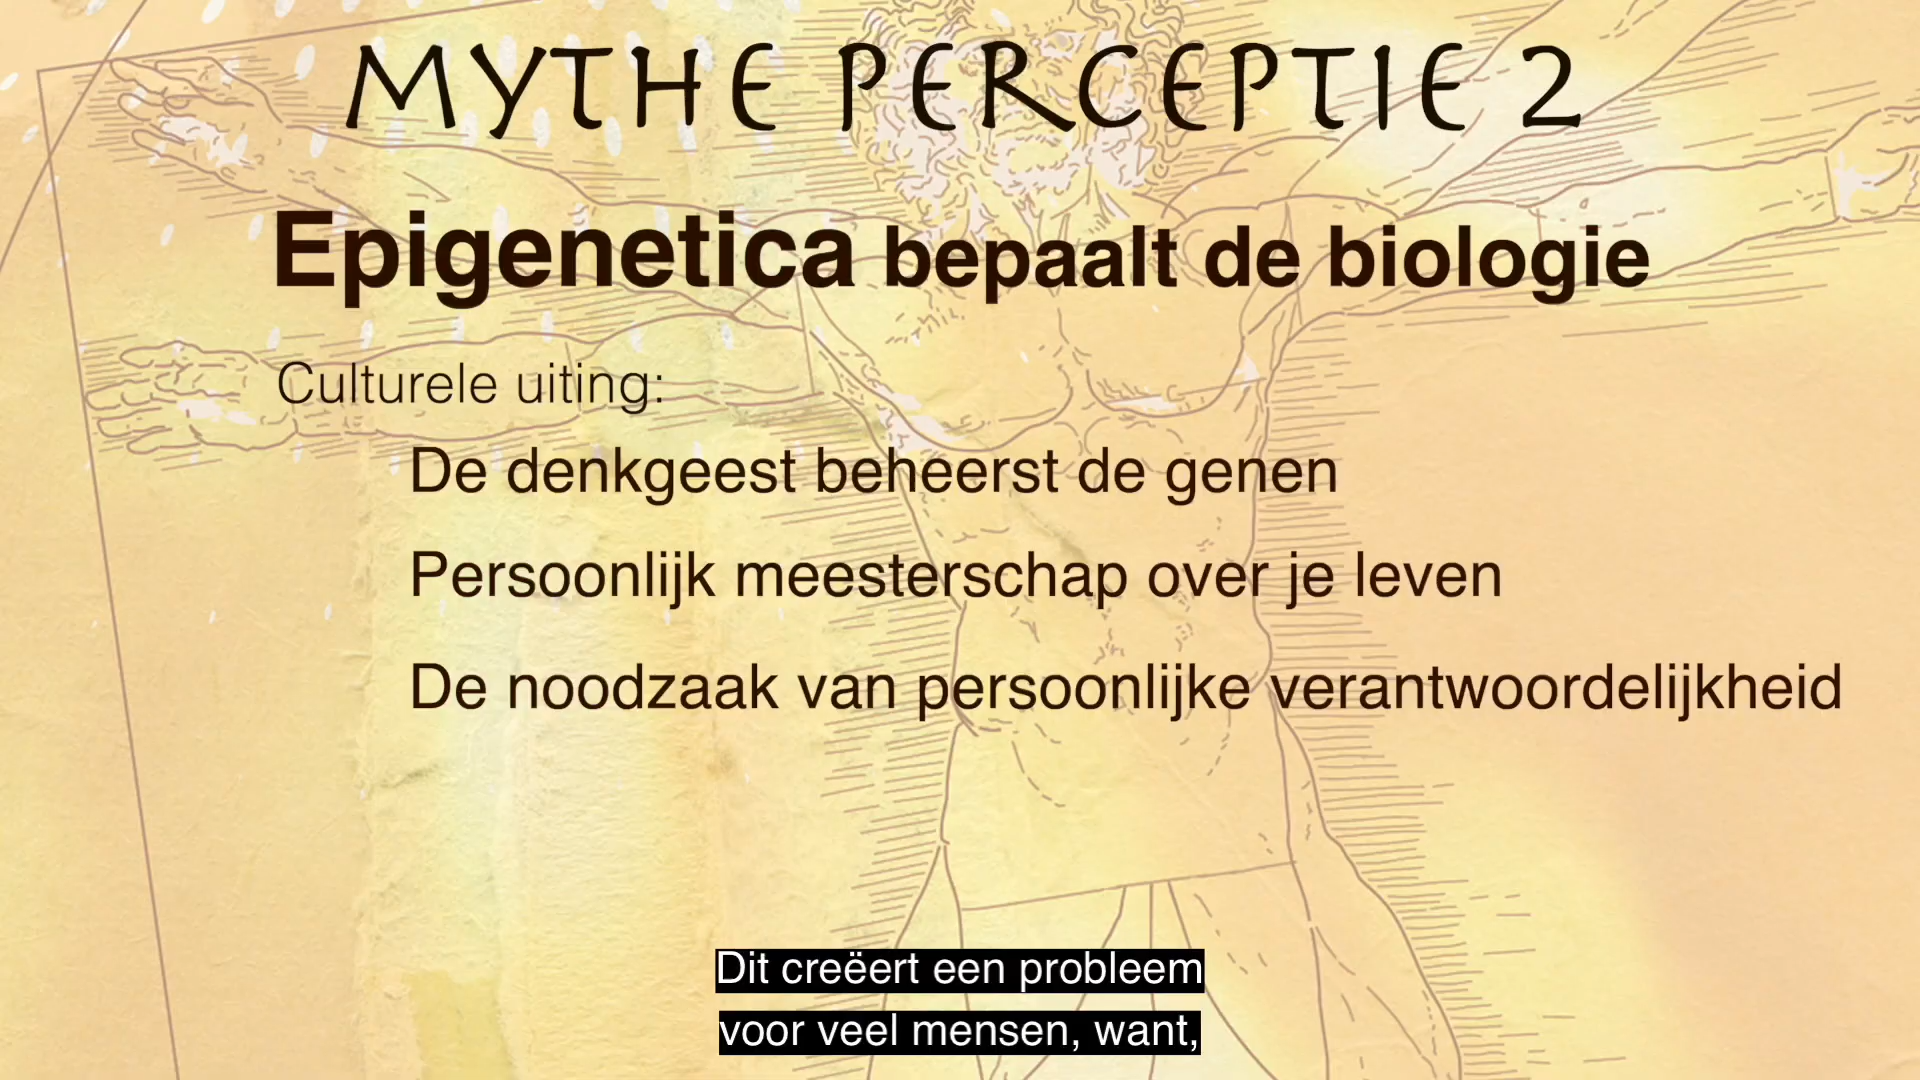 MYTHE PERCEPTIE 2
Epigenetica bepaalt de biologie
Culturele uiting:
De denkgeest beheerst de genen
Persoonlijk meesterschap over je leven
De noodzaak van persoonlijke verantwoordelijkheid
Dit creëert een probleem
voor veel mensen, want,